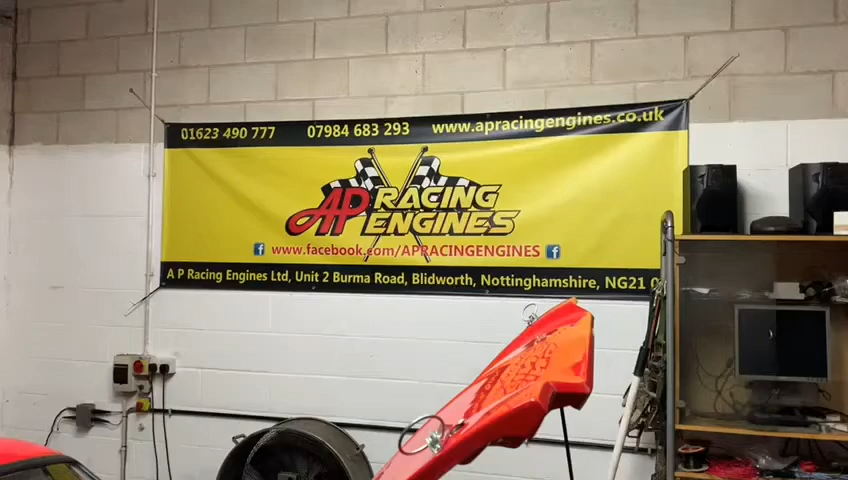 01623 490 777 07984 683 293 www.apracingengines.co.uk
AP RACING
ENGINES
www.facebook.com/APRACINGENGINES
A P Racing Engines Ltd, Unit 2 Burma Road, Blidworth, Nottinghamshire, NG21 0